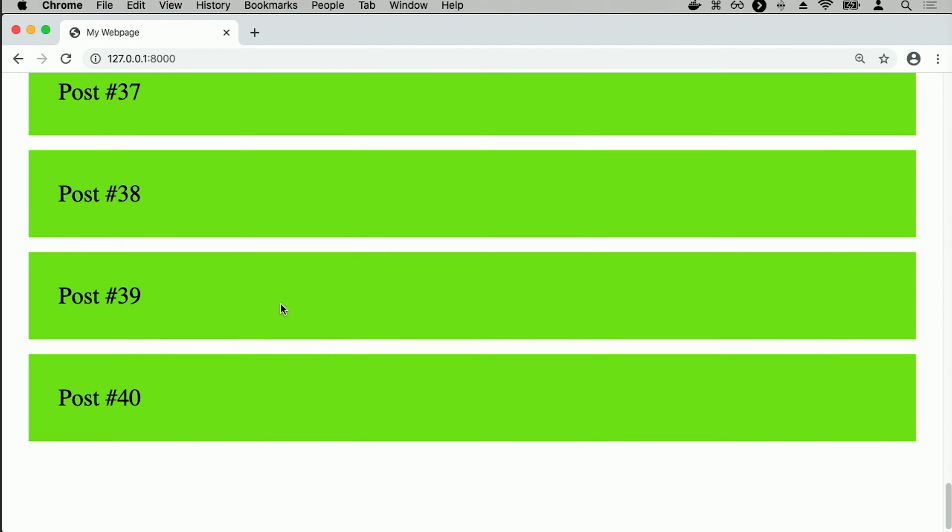 Chrome File Edit View History Bookmarks People Tab Window Help
My Webpage
127.0.0.1:8000
Post #37
Post #38
Post #39
Post #40